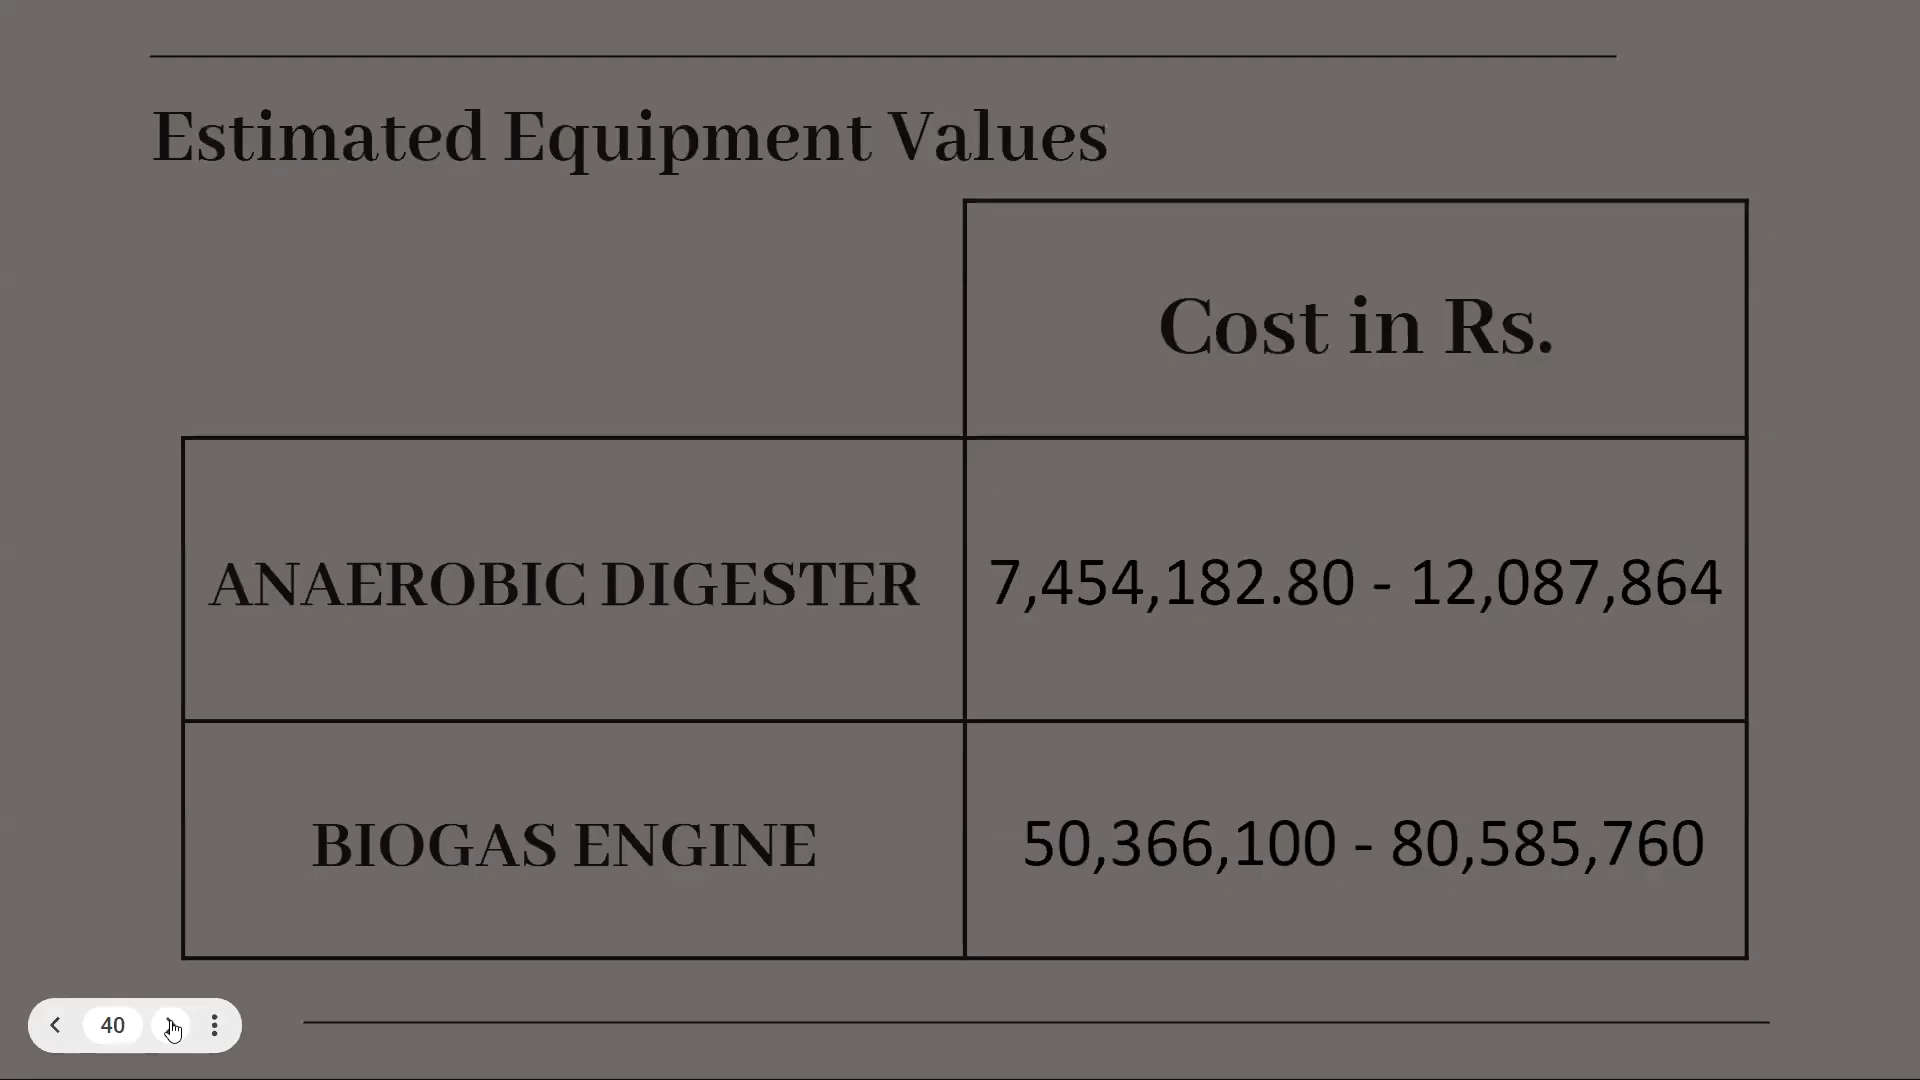 Estimated Equipment Values
Cost in Rs.
ANAEROBIC DIGESTER 7,454,182.80 - 12,087,864
BIOGAS ENGINE 50,366,100 - 80,585,760
40